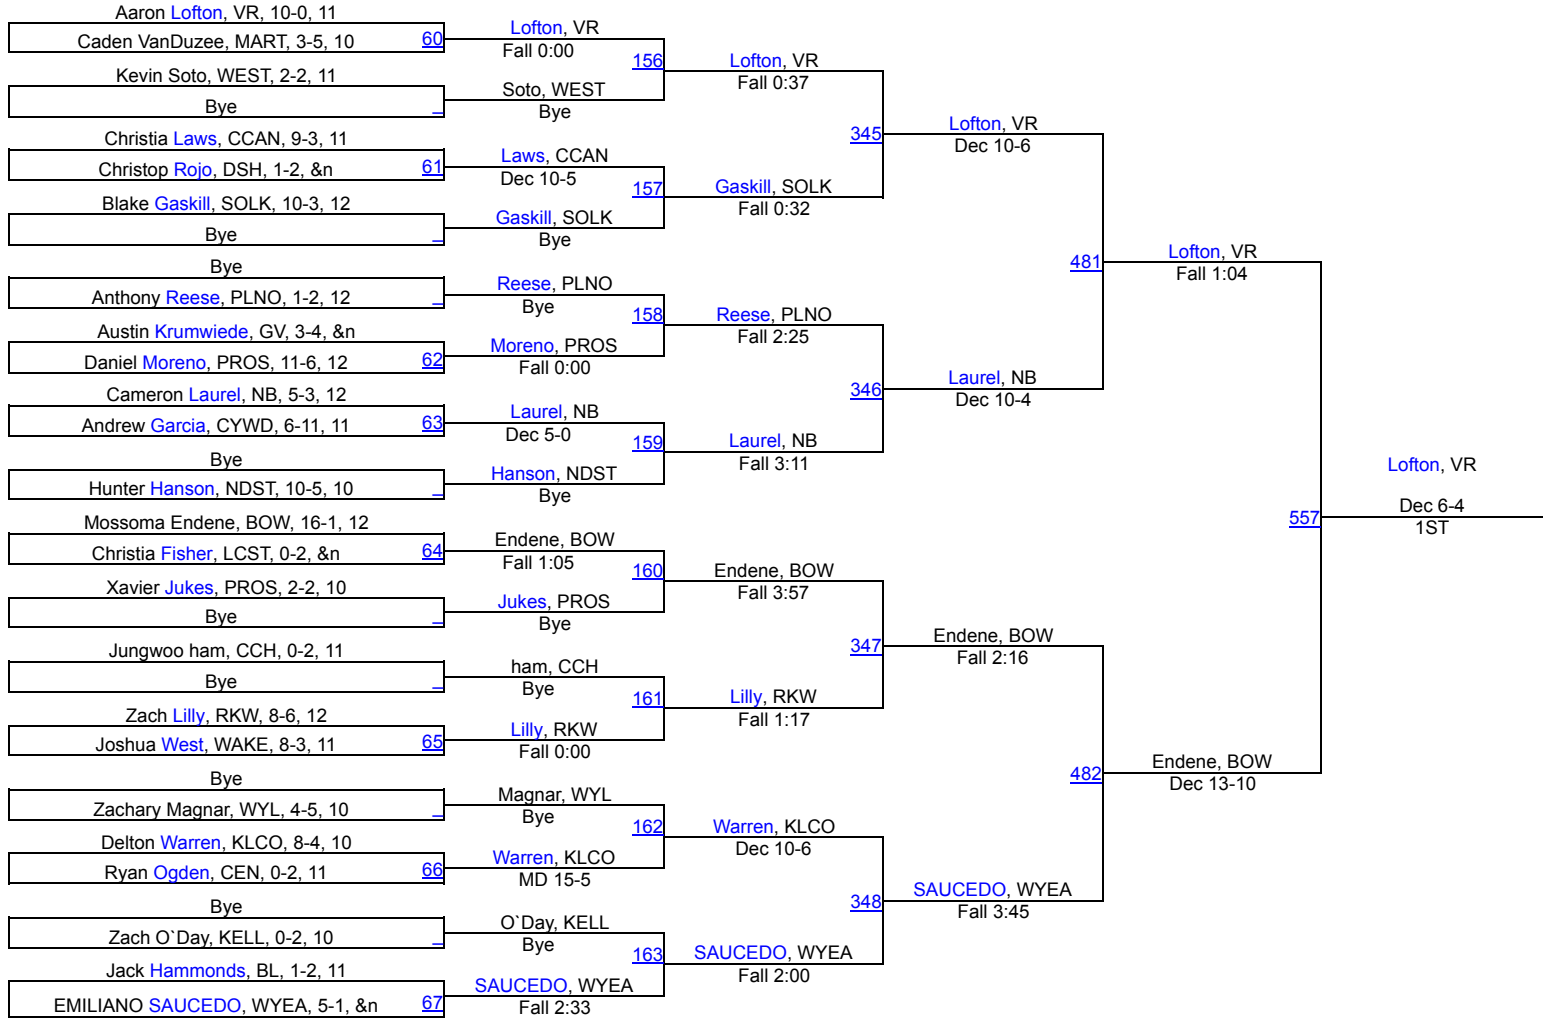 Aaron Lofton, VR, 10-0, 11
Caden VanDuzee, MART, 3-5, 10
60
Kevin Soto, WEST, 2-2, 11
Bye
Christia Laws, CCAN, 9-3, 11
Christop Rojo, DSH, 1-2, &n
61
Blake Gaskill, SOLK, 10-3, 12
Bye
Bye
Anthony Reese, PLNO, 1-2, 12
Austin Krumwiede, GV, 3-4, &n
Daniel Moreno, PROS, 11-6, 12
62
Cameron Laurel, NB, 5-3, 12
Andrew Garcia, CYWD, 6-11, 11
63
Bye
Hunter Hanson, NDST, 10-5, 10
Mossoma Endene, BOW, 16-1, 12
Christia Fisher, LCST, 0-2, &n
64
Xavier Jukes, PROS, 2-2, 10
Bye
Jungwoo ham, CCH, 0-2, 11
Bye
Zach Lilly, RKW, 8-6, 12
Joshua West, WAKE, 8-3, 11
65
Bye
Zachary Magnar, WYL, 4-5, 10
Delton Warren, KLCO, 8-4, 10
Ryan Ogden, CEN, 0-2, 11
66
Bye
Zach O`Day, KELL, 0-2, 10
Jack Hammonds, BL, 1-2, 11
EMILIANO SAUCEDO, WYEA, 5-1, &n
67
Lofton, VR
Fall 0:00
156
Soto, WEST
Bye
Laws, CCAN
Dec 10-5
157
Gaskill, SOLK
Bye
Reese, PLNO
Bye
158
Moreno, PROS
Fall 0:00
Laurel, NB
Dec 5-0
159
Hanson, NDST
Bye
Endene, BOW
Fall 1:05
160
Jukes, PROS
Bye
ham, CCH
Bye
161
Lilly, RKW
Fall 0:00
Magnar, WYL
Bye
162
Warren, KLCO
MD 15-5
O`Day, KELL
Bye
163
SAUCEDO, WYEA
Fall 2:33
Lofton, VR
Fall 0:37
345
Gaskill, SOLK
Fall 0:32
Reese, PLNO
Fall 2:25
346
Laurel, NB
Fall 3:11
Endene, BOW
Fall 3:57
347
Lilly, RKW
Fall 1:17
Warren, KLCO
Dec 10-6
348
SAUCEDO, WYEA
Fall 2:00
Lofton, VR
Dec 10-6
481
Laurel, NB
Dec 10-4
Endene, BOW
Fall 2:16
482
SAUCEDO, WYEA
Fall 3:45
Lofton, VR
Fall 1:04
557
Endene, BOW
Dec 13-10
Lofton, VR
Dec 6-4
1ST